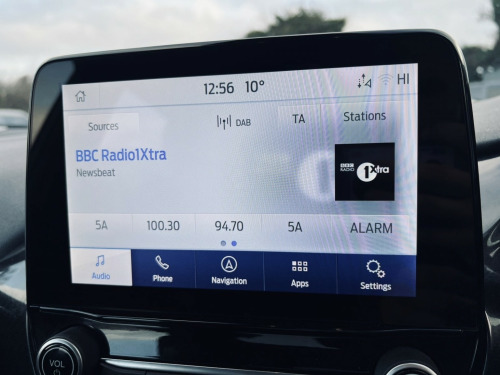 12:56 10° HI
Sources DAB TA Stations
BBC Radio1Xtra
Newsbeat
BBC
RADIO 1Xtra
5A 100.30 94.70 5A ALARM
Audio Phone Navigation Apps Settings
VOL